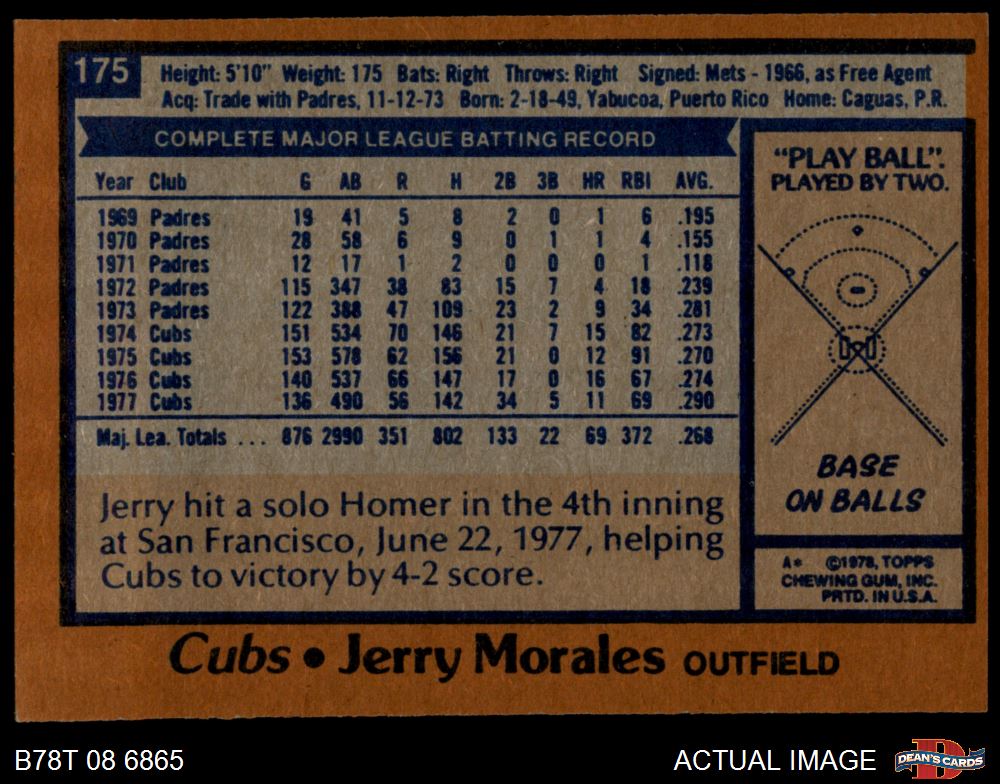 175
Height: 5'10" Weight: 175 Bats: Right Throws: Right Signed: Mets - 1966, as Free Agent
Acq: Trade with Padres, 11-12-73 Born: 2-18-49, Yabucoa, Puerto Rico Home: Caguas, P.R.
COMPLETE MAJOR LEAGUE BATTING RECORD
Year Club G AB R H 2B 3B HR RBI AVG.
1969 Padres 19 41 5 8 2 0 1 6 .195
1970 Padres 28 58 6 9 0 1 1 4 .155
1971 Padres 12 17 1 2 0 0 0 1 .118
1972 Padres 115 347 38 83 15 7 4 18 .239
1973 Padres 122 388 47 109 23 2 9 34 .281
1974 Cubs 151 534 70 146 21 7 15 82 .273
1975 Cubs 153 578 62 156 21 0 12 91 .270
1976 Cubs 140 537 66 147 17 0 16 67 .274
1977 Cubs 136 490 56 142 34 5 11 69 .290
Maj. Lea. Totals ... 876 2990 351 802 133 22 69 372 .268
Jerry hit a solo Homer in the 4th inning
at San Francisco, June 22, 1977, helping
Cubs to victory by 4-2 score.
"PLAY BALL".
PLAYED BY TWO.
BASE
ON BALLS
A* ©1978, TOPPS
CHEWING GUM, INC.
PRTD. IN U.S.A.
Cubs • Jerry Morales OUTFIELD
B78T 08 6865
ACTUAL IMAGE
D
DEAN'S CARDS